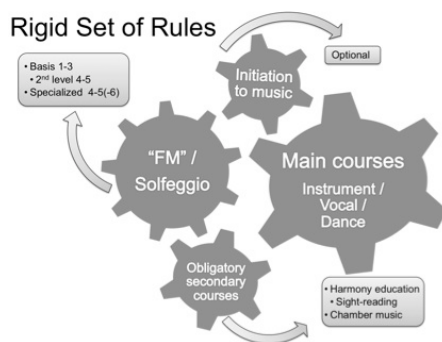 Rigid Set of Rules
• Basis 1-3
• 2nd level 4-5
• Specialized 4-5(-6)
Optional
Initiation
to music
"FM" /
Solfeggio
Main courses
Instrument /
Vocal /
Dance
Obligatory
secondary
courses
• Harmony education
• Sight-reading
• Chamber music